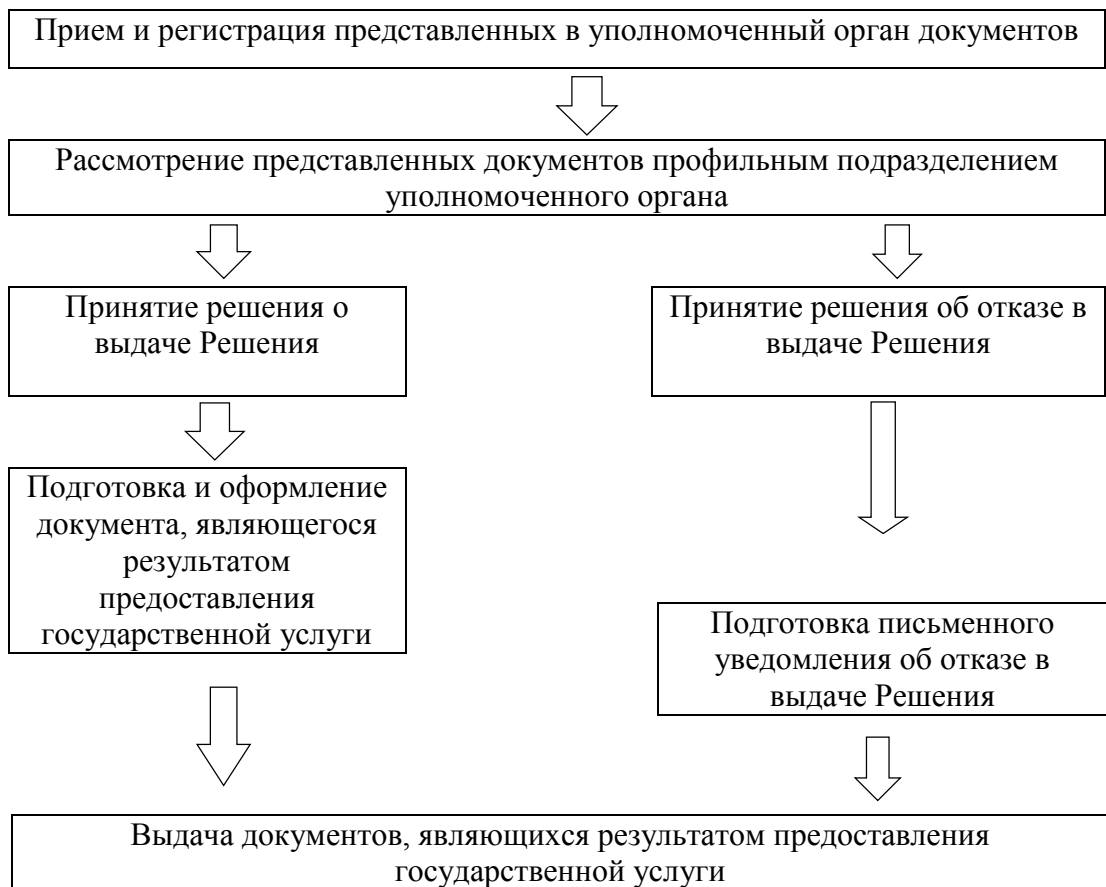 Прием и регистрация представленных в уполномоченный орган документов
Рассмотрение представленных документов профильным подразделением
уполномоченного органа
Принятие решения о
выдаче Решения
Принятие решения об отказе в
выдаче Решения
Подготовка и оформление
документа, являющегося
результатом
предоставления
государственной услуги
Подготовка письменного
уведомления об отказе в
выдаче Решения
Выдача документов, являющихся результатом предоставления
государственной услуги